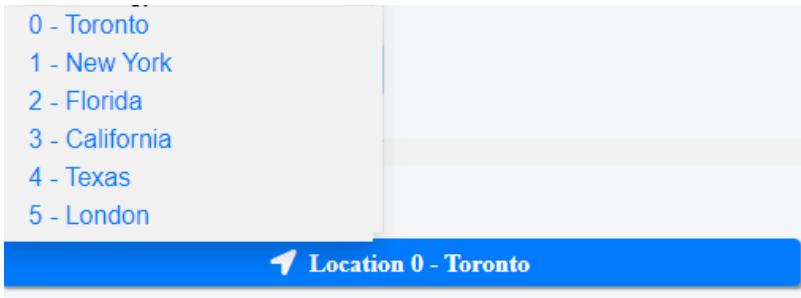 0 - Toronto
1 - New York
2 - Florida
3 - California
4 - Texas
5 - London
Location 0 - Toronto